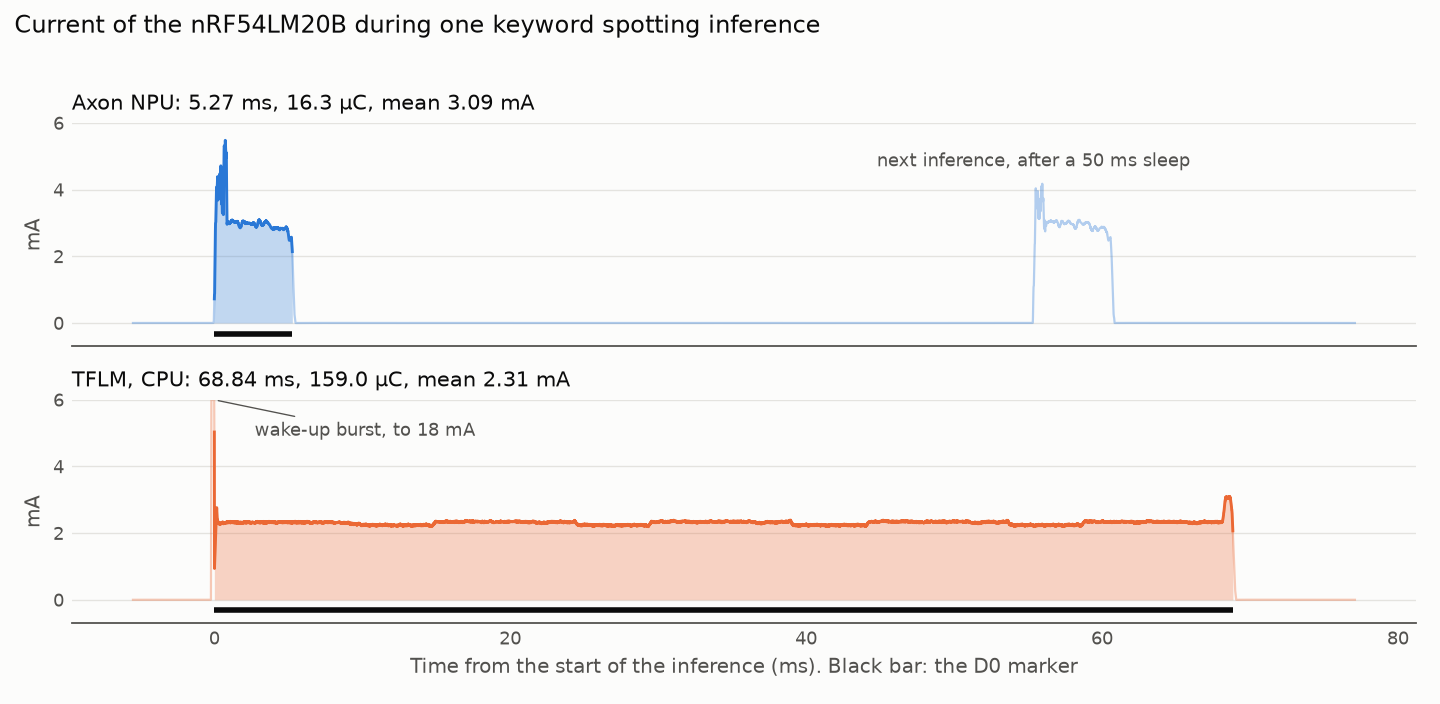 Current of the nRF54LM20B during one keyword spotting inference
Axon NPU: 5.27 ms, 16.3 µC, mean 3.09 mA
6
next inference, after a 50 ms sleep
4
mA
2
0
TFLM, CPU: 68.84 ms, 159.0 µC, mean 2.31 mA
6
wake-up burst, to 18 mA
4
mA
2
0
0 20 40 60 80
Time from the start of the inference (ms). Black bar: the D0 marker